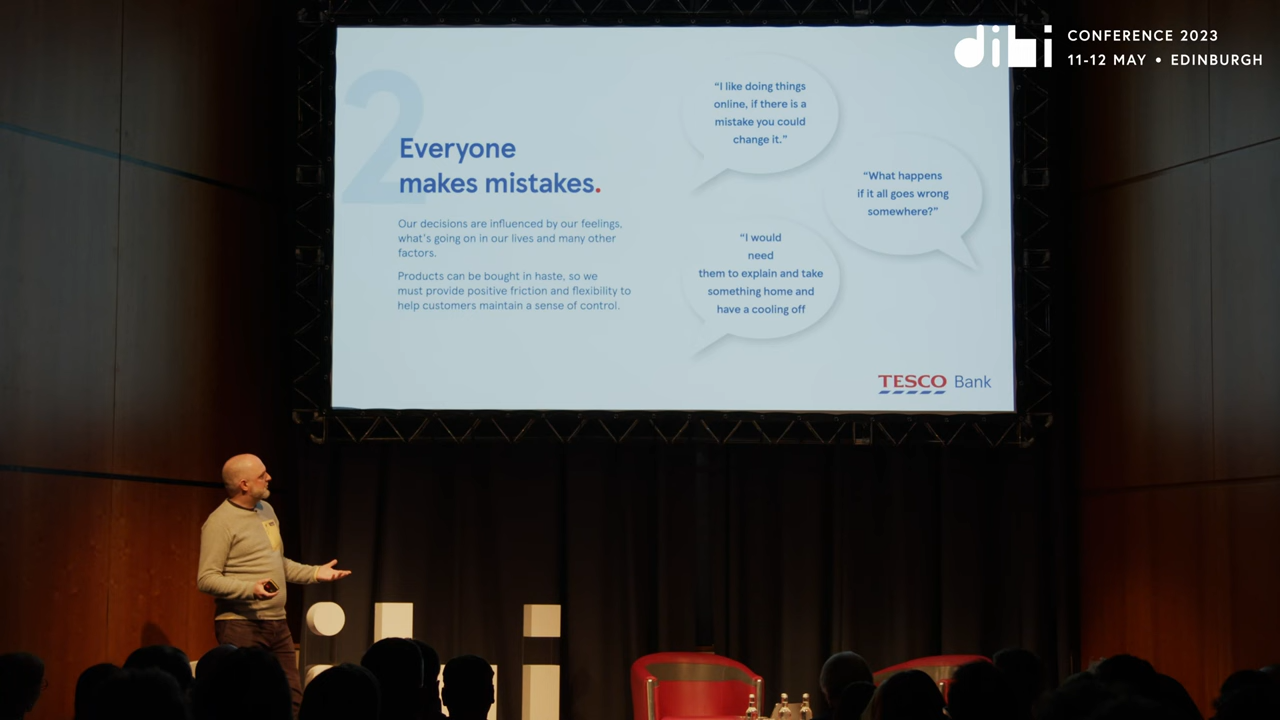 dibi
CONFERENCE 2023
11-12 MAY • EDINBURGH
2
Everyone
makes mistakes.
Our decisions are influenced by our feelings,
what's going on in our lives and many other
factors.
Products can be bought in haste, so we
must provide positive friction and flexibility to
help customers maintain a sense of control.
“I like doing things
online, if there is a
mistake you could
change it.”
“What happens
if it all goes wrong
somewhere?”
“I would
need
them to explain and take
something home and
have a cooling off
TESCO Bank